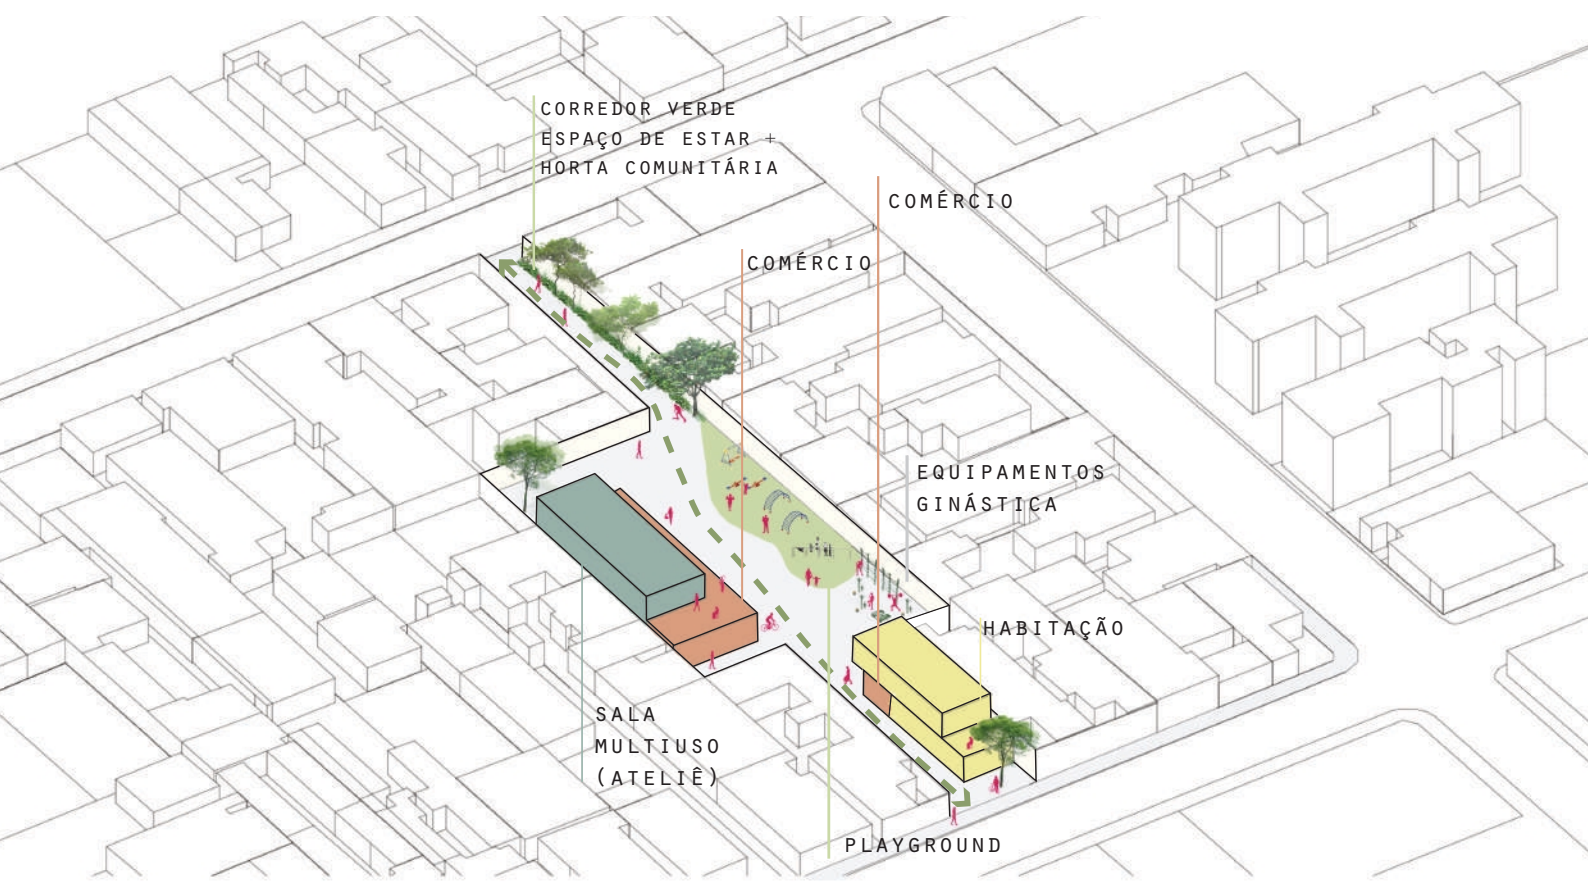 CORREDOR VERDE
ESPAÇO DE ESTAR +
HORTA COMUNITÁRIA
COMÉRCIO
COMÉRCIO
EQUIPAMENTOS
GINÁSTICA
HABITAÇÃO
SALA
MULTIUSO
(ATELIÊ)
PLAYGROUND